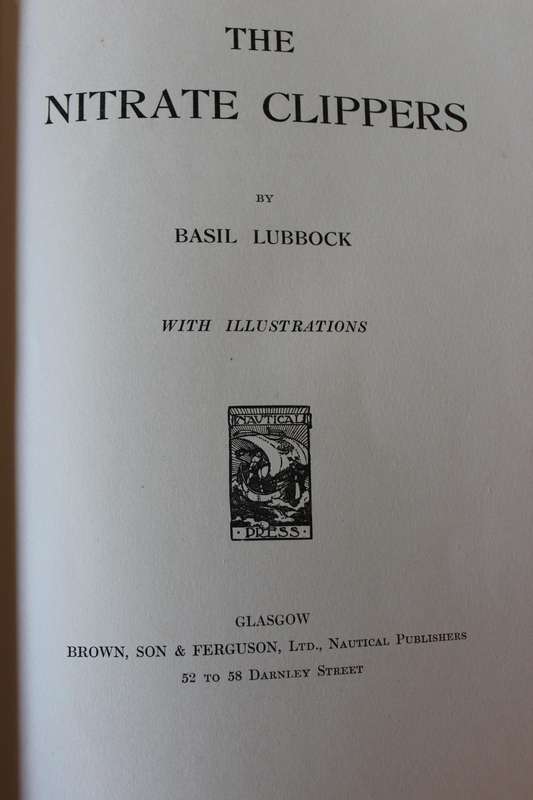 THE
NITRATE CLIPPERS
BY
BASIL LUBBOCK
WITH ILLUSTRATIONS
NAUTICAL
PRESS
GLASGOW
BROWN, SON & FERGUSON, LTD., NAUTICAL PUBLISHERS
52 TO 58 DARNLEY STREET